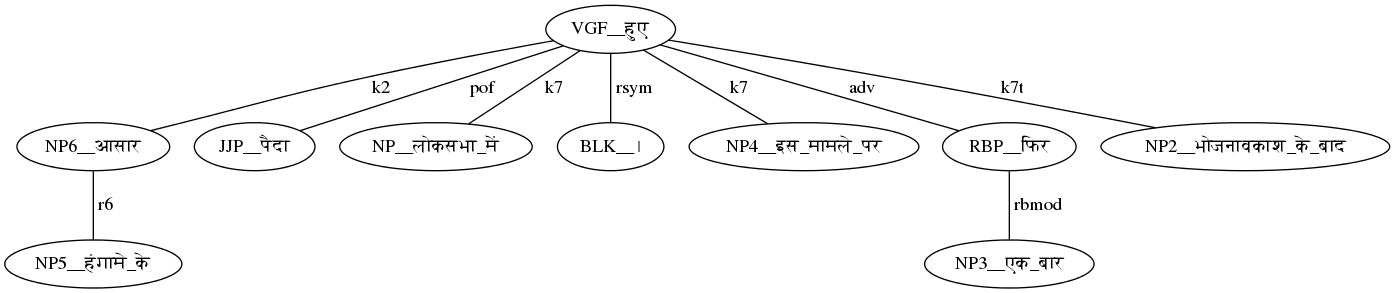 VGF__हुए
k2 pof k7 rsym k7 adv k7t
NP6__आसार JJP__पैदा NP__लोकसभा_में BLK__। NP4__इस_मामले_पर RBP__फिर NP2__भोजनावकाश_के_बाद
r6 rbmod
NP5__हंगामे_के NP3__एक_बार